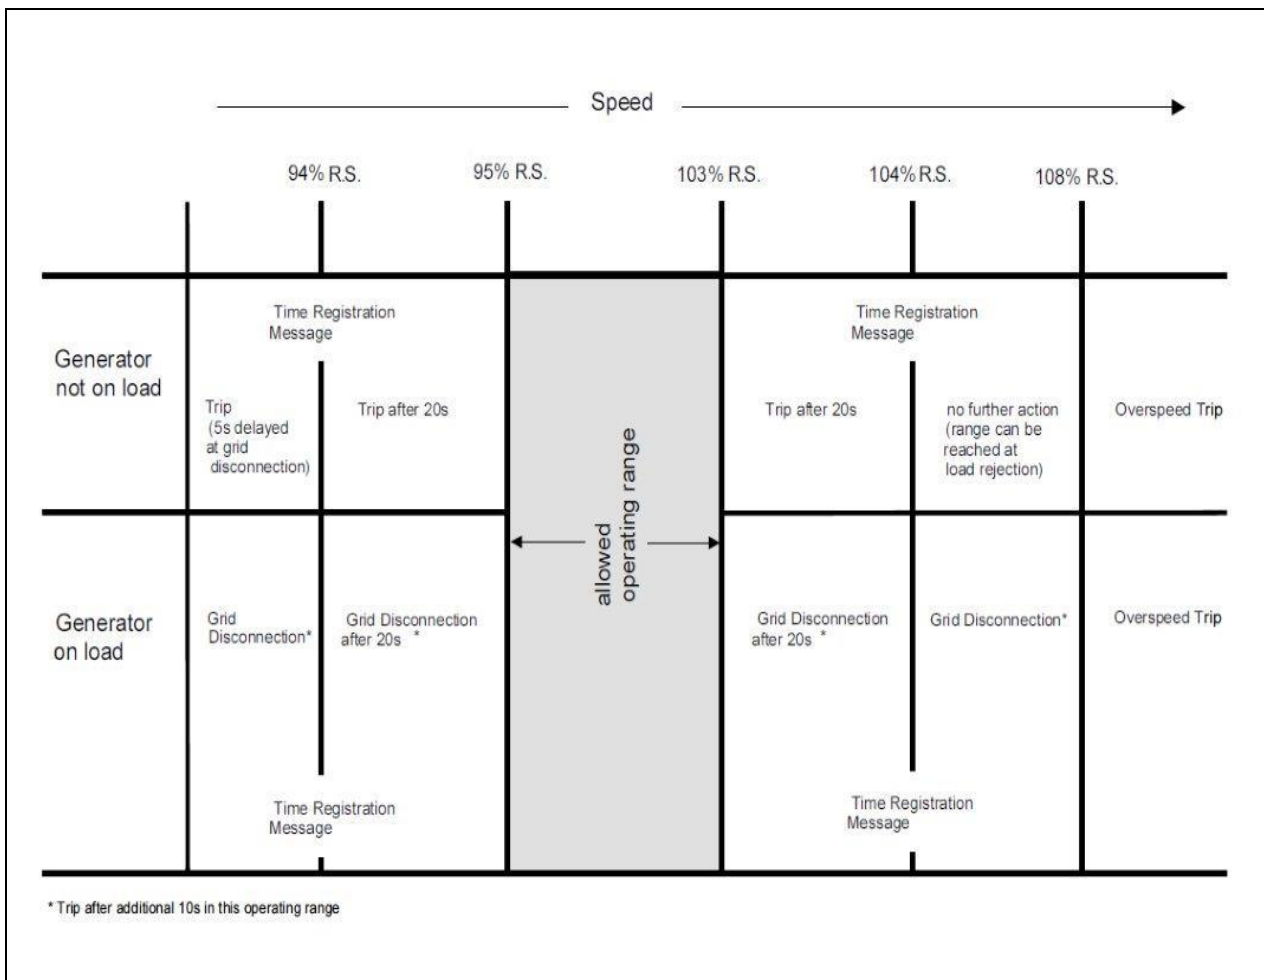 Speed
94% R.S.
95% R.S.
103% R.S.
104% R.S.
108% R.S.
Generator
not on load
Time Registration
Message
Trip
(5s delayed
at grid
disconnection)
Trip after 20s
allowed
operating range
Time Registration
Message
Trip after 20s
no further action
(range can be
reached at
load rejection)
Overspeed Trip
Generator
on load
Grid
Disconnection*
Grid Disconnection
after 20s *
Time Registration
Message
Grid Disconnection
after 20s *
Grid Disconnection*
Time Registration
Message
Overspeed Trip
* Trip after additional 10s in this operating range